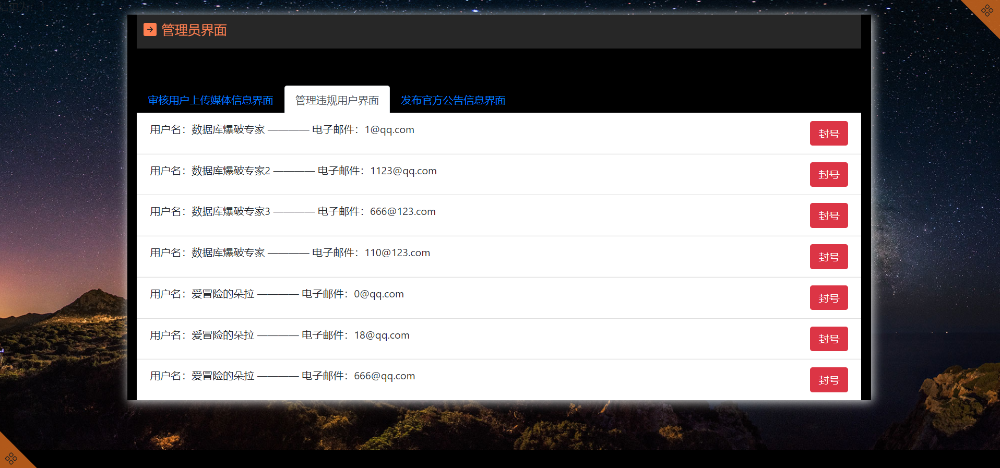 结果为：1
管理员界面
审核用户上传媒体信息界面 管理违规用户界面 发布官方公告信息界面
用户名：数据库爆破专家 ———— 电子邮件：1@qq.com 封号
用户名：数据库爆破专家2 ———— 电子邮件：1123@qq.com 封号
用户名：数据库爆破专家3 ———— 电子邮件：666@123.com 封号
用户名：数据库爆破专家 ———— 电子邮件：110@123.com 封号
用户名：爱冒险的朵拉 ———— 电子邮件：0@qq.com 封号
用户名：爱冒险的朵拉 ———— 电子邮件：18@qq.com 封号
用户名：爱冒险的朵拉 ———— 电子邮件：666@qq.com 封号